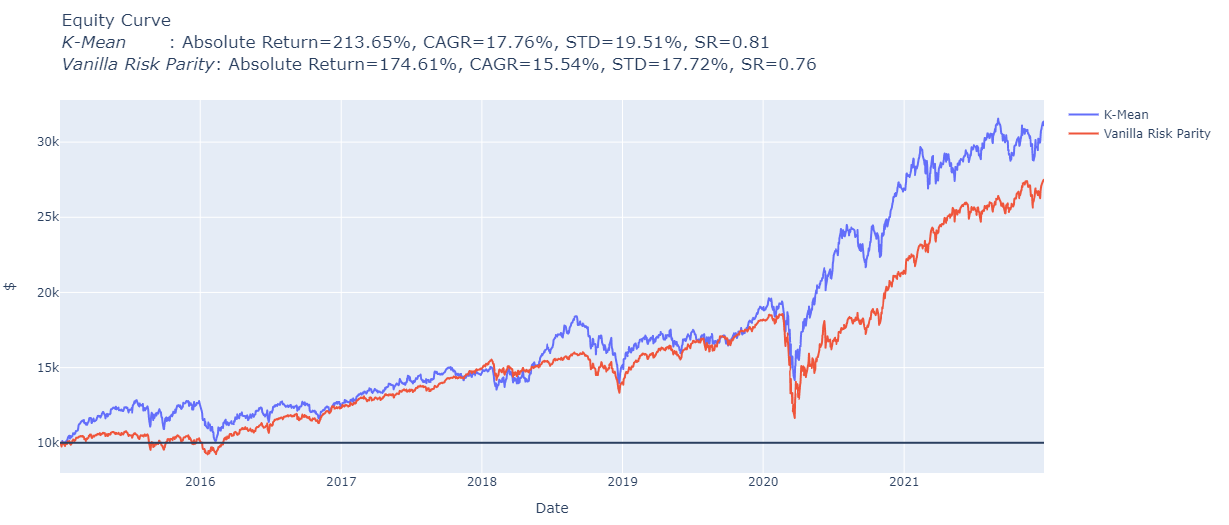 Equity Curve
K-Mean : Absolute Return=213.65%, CAGR=17.76%, STD=19.51%, SR=0.81
Vanilla Risk Parity: Absolute Return=174.61%, CAGR=15.54%, STD=17.72%, SR=0.76
K-Mean
Vanilla Risk Parity
30k
25k
20k
15k
10k
$
2016 2017 2018 2019 2020 2021
Date